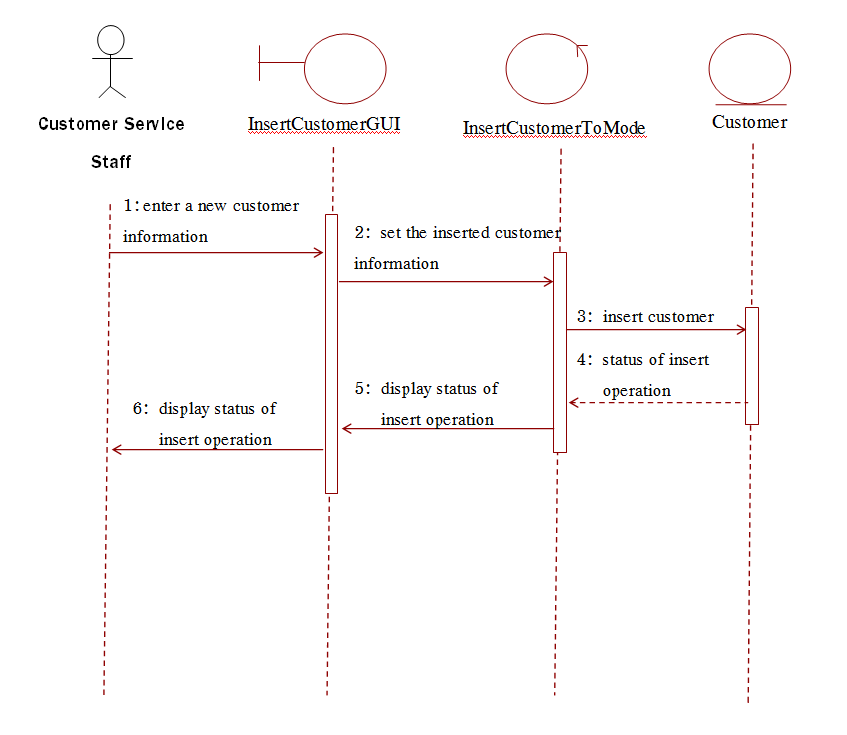 Customer Service
Staff
InsertCustomerGUI
InsertCustomerToMode
Customer
1:enter a new customer
information
2: set the inserted customer
information
3: insert customer
4: status of insert
operation
5: display status of
insert operation
6: display status of
insert operation